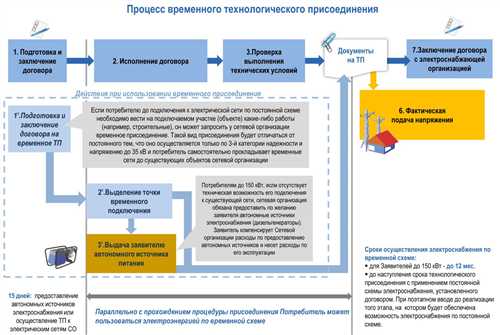 Процесс временного технологического присоединения
1. Подготовка и
заключение
договора
2. Исполнение договора
3.Проверка
выполнения
технических условий
Документы
на ТП
7.Заключение договора
с электроснабжающей
организацией
Действия при использовании временного присоединения
1'.Подготовка и
заключение
договора на
временное ТП
Если потребителю до подключения к электрической сети по постоянной схеме
необходимо вести на подключаемом участке (объекте) какие-либо работы
(например, строительные), он может запросить у сетевой организации
временное присоединение. Такой вид присоединения будет отличаться от
постоянного тем, что оно осуществляется только по 3-й категории надежности и
напряжению до 35 кВ и потребитель самостоятельно прокладывает временные
сети до существующих объектов сетевой организации
6. Фактическая
подача напряжения
2'.Выделение точки
временного
подключения
3'.Выдача заявителю
автономного источника
питания
Потребителям до 150 кВт, если отсутствует
техническая возможность его подключения
к существующей сети, сетевая организация
обязана предоставить по желанию
заявителя автономные источники
электроснабжения (дизельгенераторы).
Заявитель компенсирует Сетевой
организации расходы по предоставлению
автономных источников и несет расходы по
его эксплуатации
Сроки осуществления электроснабжения по
временной схеме:
• для Заявителей до 150 кВт - до 12 мес.
• до наступления срока технологического
присоединения с применением постоянной
схемы электроснабжения, установленного
договором. При поэтапном вводе до реализации
того этапа, на котором будет обеспечена
возможность электроснабжения по постоянной
схеме.
15 дней: предоставление
автономных источников
электроснабжения или
осуществление ТП к
электрическим сетям СО
Параллельно с прохождением процедуры присоединения Потребитель может
пользоваться электроэнергией по временной схеме